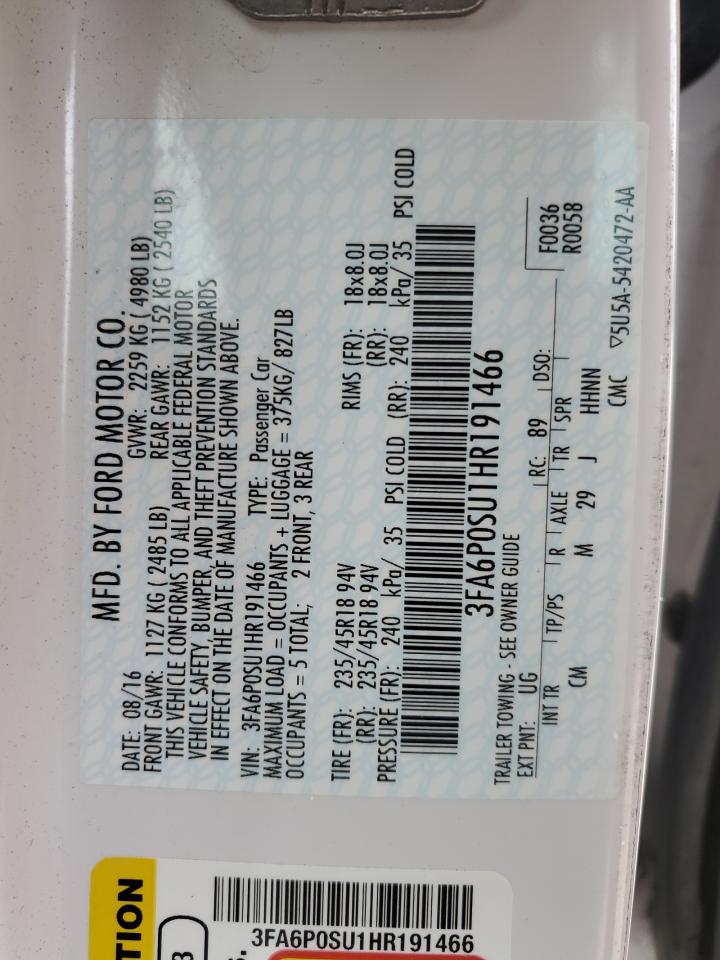 MFD. BY FORD MOTOR CO.
DATE: 08/16 GVWR: 2259 KG ( 4980 LB)
FRONT GAWR: 1127 KG ( 2485 LB) REAR GAWR: 1152 KG ( 2540 LB)
THIS VEHICLE CONFORMS TO ALL APPLICABLE FEDERAL MOTOR
VEHICLE SAFETY, BUMPER, AND THEFT PREVENTION STANDARDS
IN EFFECT ON THE DATE OF MANUFACTURE SHOWN ABOVE.
VIN: 3FA6P0SU1HR191466 TYPE: Passenger Car
MAXIMUM LOAD = OCCUPANTS + LUGGAGE = 375KG/ 827LB
OCCUPANTS = 5 TOTAL; 2 FRONT, 3 REAR
TIRE (FR): 235/45R18 94V RIMS (FR): 18x8.0J
(RR): 235/45R18 94V (RR): 18x8.0J
PRESSURE (FR): 240 kPa/ 35 PSI COLD (RR): 240 kPa/ 35 PSI COLD
3FA6P0SU1HR191466
TRAILER TOWING - SEE OWNER GUIDE
EXT PNT: UG RC: 89 DSO: F0036
R0058
INT TR TP/PS R AXLE TR SPR
CM M 29 J HHNN
CMC ▽5U5A-5420472-AA
TION
3FA6P0SU1HR191466